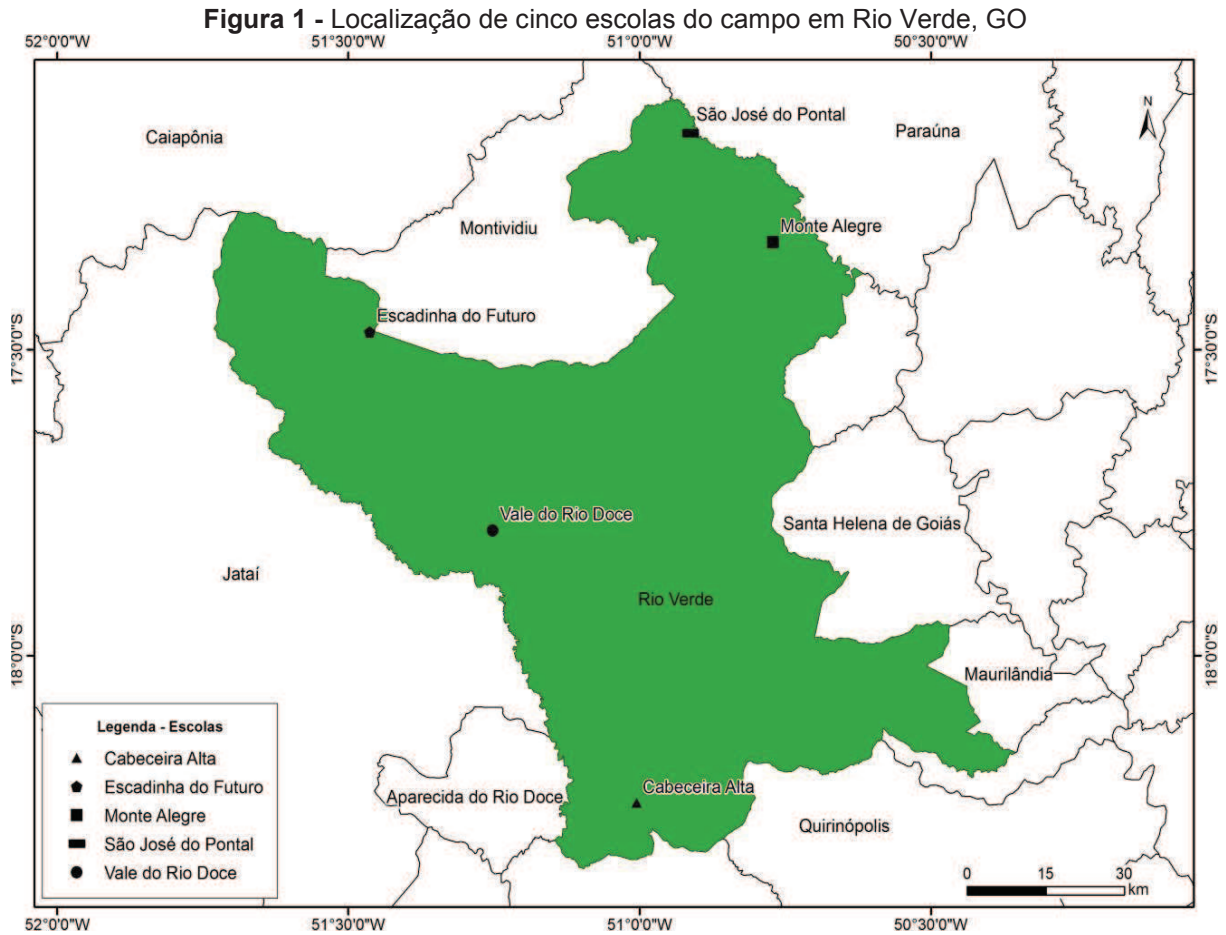 Figura 1 - Localização de cinco escolas do campo em Rio Verde, GO
52°0'0"W
51°30'0"W
51°0'0"W
50°30'0"W
N
São José do Pontal
Paraúna
Caiapônia
Montividiu
Monte Alegre
Escadinha do Futuro
17°30'0"S
17°30'0"S
Vale do Rio Doce
Santa Helena de Goiás
Jataí
Rio Verde
18°0'0"S
18°0'0"S
Maurilândia
Legenda - Escolas
Cabeceira Alta
Escadinha do Futuro
Monte Alegre
São José do Pontal
Vale do Rio Doce
Aparecida do Rio Doce
Cabeceira Alta
Quirinópolis
0 15 30
km
52°0'0"W
51°30'0"W
51°0'0"W
50°30'0"W